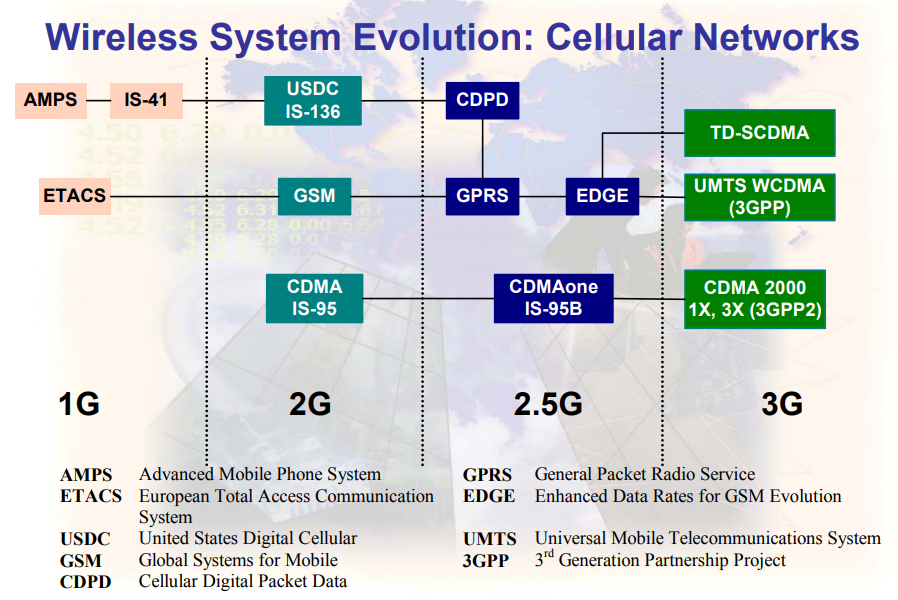 Wireless System Evolution: Cellular Networks
AMPS
IS-41
USDC
IS-136
CDPD
TD-SCDMA
ETACS
GSM
GPRS
EDGE
UMTS WCDMA
(3GPP)
CDMA
IS-95
CDMAone
IS-95B
CDMA 2000
1X, 3X (3GPP2)
1G
2G
2.5G
3G
AMPS Advanced Mobile Phone System
ETACS European Total Access Communication
System
USDC United States Digital Cellular
GSM Global Systems for Mobile
CDPD Cellular Digital Packet Data
GPRS General Packet Radio Service
EDGE Enhanced Data Rates for GSM Evolution
UMTS Universal Mobile Telecommunications System
3GPP 3rd Generation Partnership Project